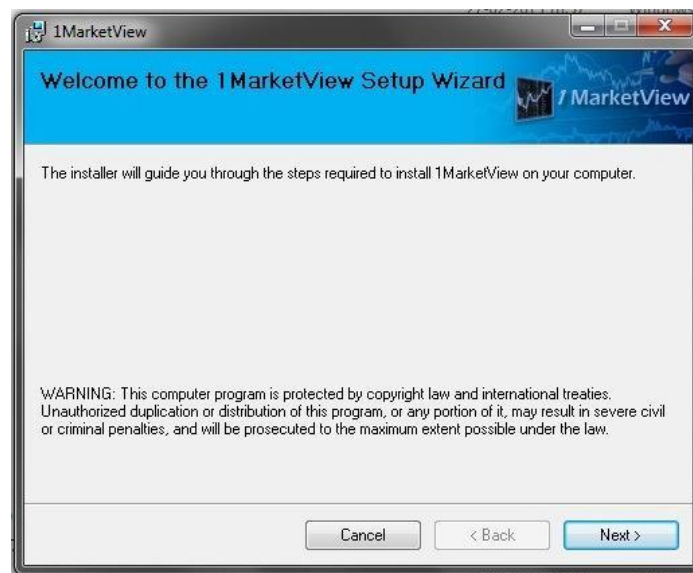 1MarketView
Welcome to the 1MarketView Setup Wizard
1 MarketView
The installer will guide you through the steps required to install 1MarketView on your computer.
WARNING: This computer program is protected by copyright law and international treaties.
Unauthorized duplication or distribution of this program, or any portion of it, may result in severe civil
or criminal penalties, and will be prosecuted to the maximum extent possible under the law.
Cancel
< Back
Next >